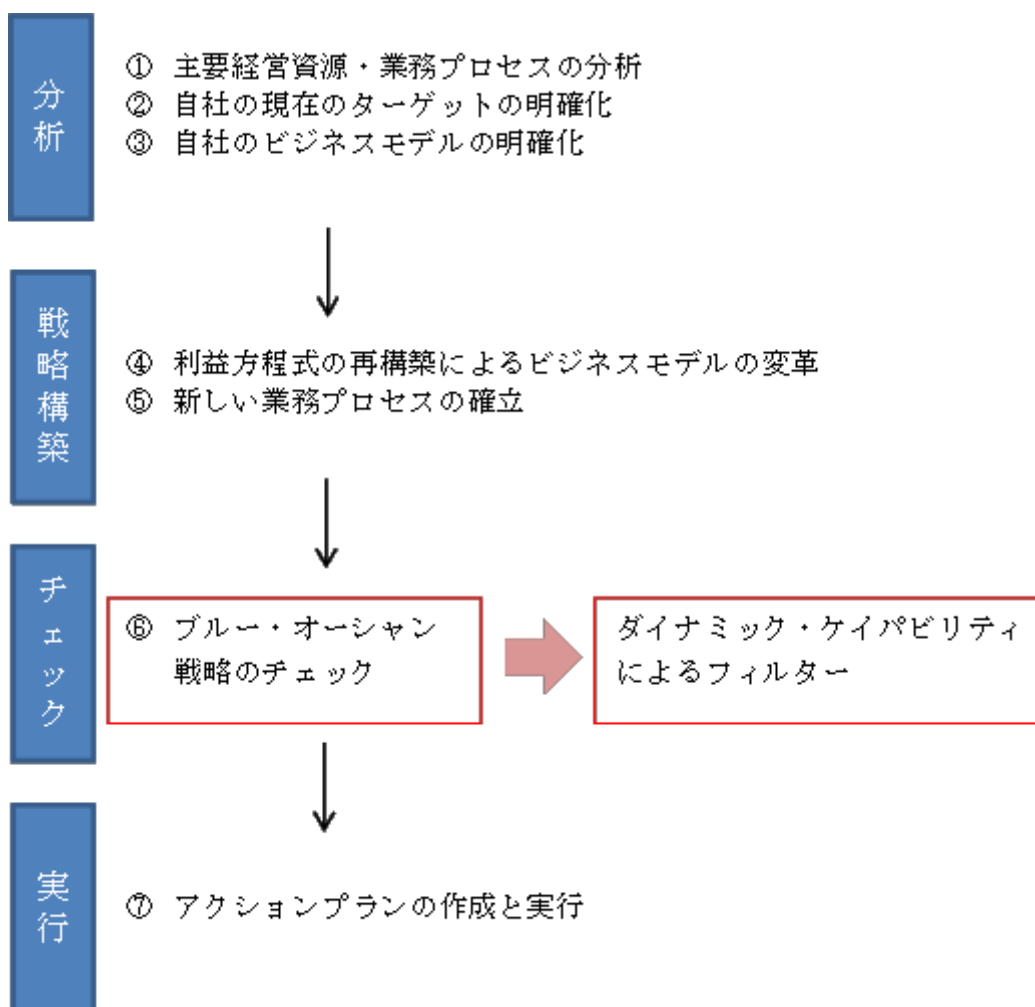 分析
① 主要経営資源・業務プロセスの分析
② 自社の現在のターゲットの明確化
③ 自社のビジネスモデルの明確化
戦略構築
④ 利益方程式の再構築によるビジネスモデルの変革
⑤ 新しい業務プロセスの確立
チェック
⑥ ブルー・オーシャン
戦略のチェック
ダイナミック・ケイパビリティ
によるフィルター
実行
⑦ アクションプランの作成と実行